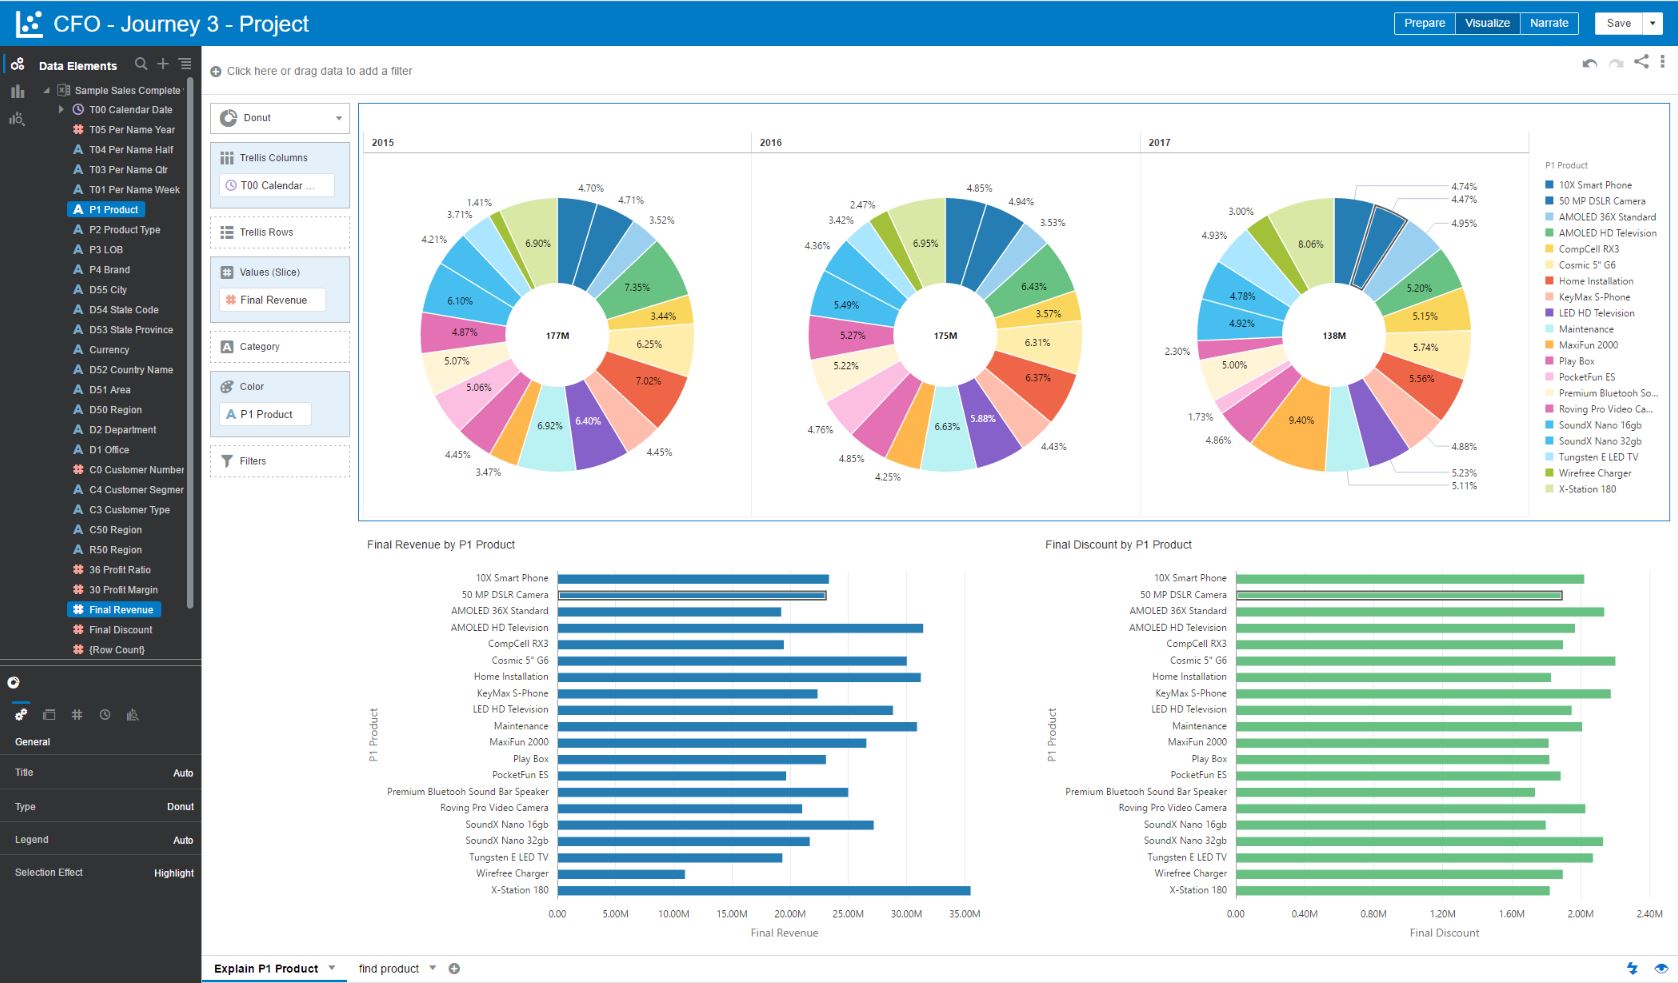 CFO - Journey 3 - Project
Prepare
Visualize
Narrate
Save
Data Elements
Click here or drag data to add a filter
Sample Sales Complete
T00 Calendar Date
T05 Per Name Year
T04 Per Name Half
T03 Per Name Qtr
T01 Per Name Week
P1 Product
P2 Product Type
P3 LOB
P4 Brand
D55 City
D54 State Code
D53 State Province
Currency
D52 Country Name
D51 Area
D50 Region
D2 Department
D1 Office
C0 Customer Number
C4 Customer Segmer
C3 Customer Type
C50 Region
R50 Region
36 Profit Ratio
30 Profit Margin
Final Revenue
Final Discount
{Row Count}
General
Title Auto
Type Donut
Legend Auto
Selection Effect Highlight
Donut
Trellis Columns
T00 Calendar ...
Trellis Rows
Values (Slice)
Final Revenue
Category
Color
P1 Product
Filters
2015
4.70%
4.71%
3.52%
7.35%
3.44%
6.25%
7.02%
4.45%
6.40%
6.92%
3.47%
4.45%
5.06%
5.07%
4.87%
6.10%
4.21%
3.71%
1.41%
6.90%
177M
2016
4.85%
4.94%
3.53%
6.43%
3.57%
6.31%
6.37%
4.43%
5.88%
6.63%
4.25%
4.85%
4.76%
5.22%
5.27%
5.49%
4.36%
3.42%
2.47%
6.95%
175M
2017
4.74%
4.47%
4.95%
5.20%
5.15%
5.74%
5.56%
4.88%
5.23%
5.11%
9.40%
4.86%
1.73%
5.00%
2.30%
4.92%
4.78%
4.93%
3.00%
8.06%
138M
P1 Product
10X Smart Phone
50 MP DSLR Camera
AMOLED 36X Standard
AMOLED HD Television
CompCell RX3
Cosmic 5" G6
Home Installation
KeyMax S-Phone
LED HD Television
Maintenance
MaxiFun 2000
Play Box
PocketFun ES
Premium Bluetooh So...
Roving Pro Video Ca...
SoundX Nano 16gb
SoundX Nano 32gb
Tungsten E LED TV
Wirefree Charger
X-Station 180
Final Revenue by P1 Product
P1 Product
10X Smart Phone
50 MP DSLR Camera
AMOLED 36X Standard
AMOLED HD Television
CompCell RX3
Cosmic 5" G6
Home Installation
KeyMax S-Phone
LED HD Television
Maintenance
MaxiFun 2000
Play Box
PocketFun ES
Premium Bluetooh Sound Bar Speaker
Roving Pro Video Camera
SoundX Nano 16gb
SoundX Nano 32gb
Tungsten E LED TV
Wirefree Charger
X-Station 180
0.00 5.00M 10.00M 15.00M 20.00M 25.00M 30.00M 35.00M
Final Revenue
Final Discount by P1 Product
P1 Product
10X Smart Phone
50 MP DSLR Camera
AMOLED 36X Standard
AMOLED HD Television
CompCell RX3
Cosmic 5" G6
Home Installation
KeyMax S-Phone
LED HD Television
Maintenance
MaxiFun 2000
Play Box
PocketFun ES
Premium Bluetooh Sound Bar Speaker
Roving Pro Video Camera
SoundX Nano 16gb
SoundX Nano 32gb
Tungsten E LED TV
Wirefree Charger
X-Station 180
0.00 0.40M 0.80M 1.20M 1.60M 2.00M 2.40M
Final Discount
Explain P1 Product
find product